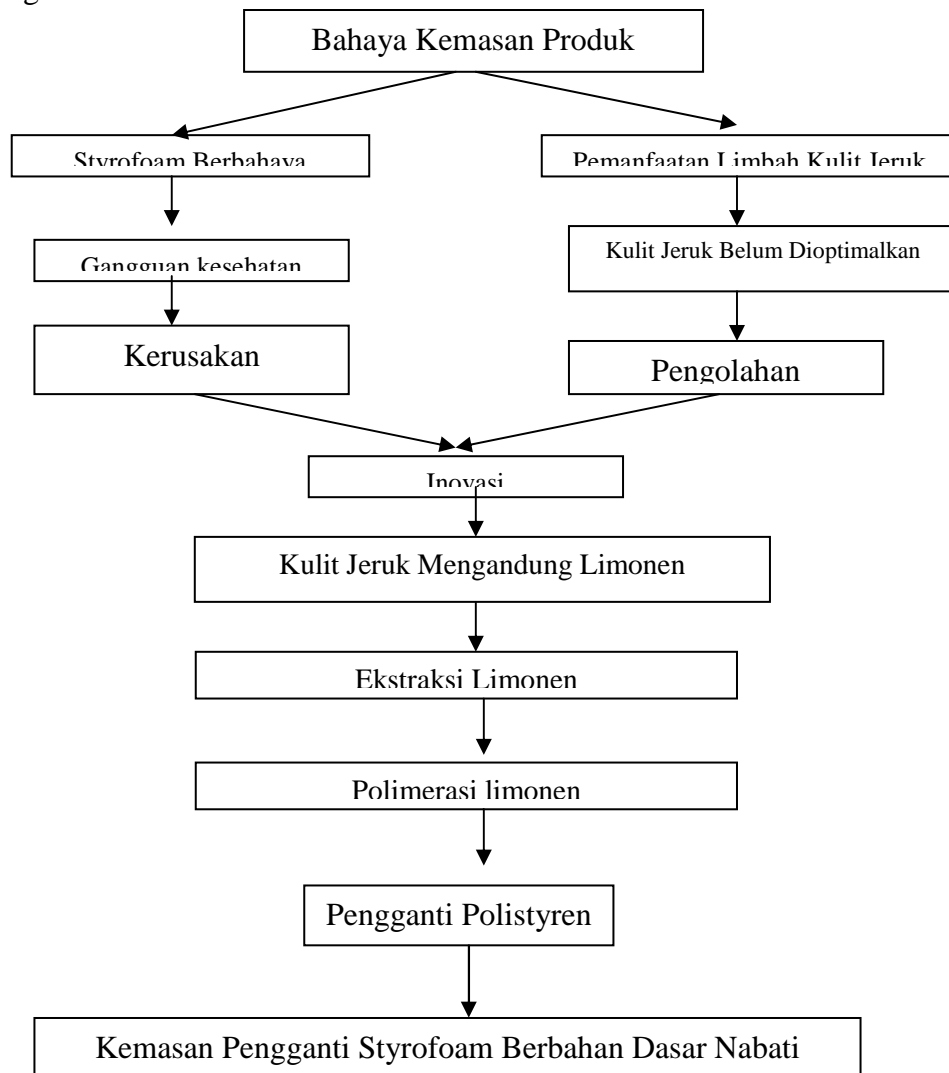 Bahaya Kemasan Produk
Styrofoam Berbahaya
Pemanfaatan Limbah Kulit Jeruk
Gangguan kesehatan
Kulit Jeruk Belum Dioptimalkan
Kerusakan
Pengolahan
Inovasi
Kulit Jeruk Mengandung Limonen
Ekstraksi Limonen
Polimerasi limonen
Pengganti Polistyren
Kemasan Pengganti Styrofoam Berbahan Dasar Nabati